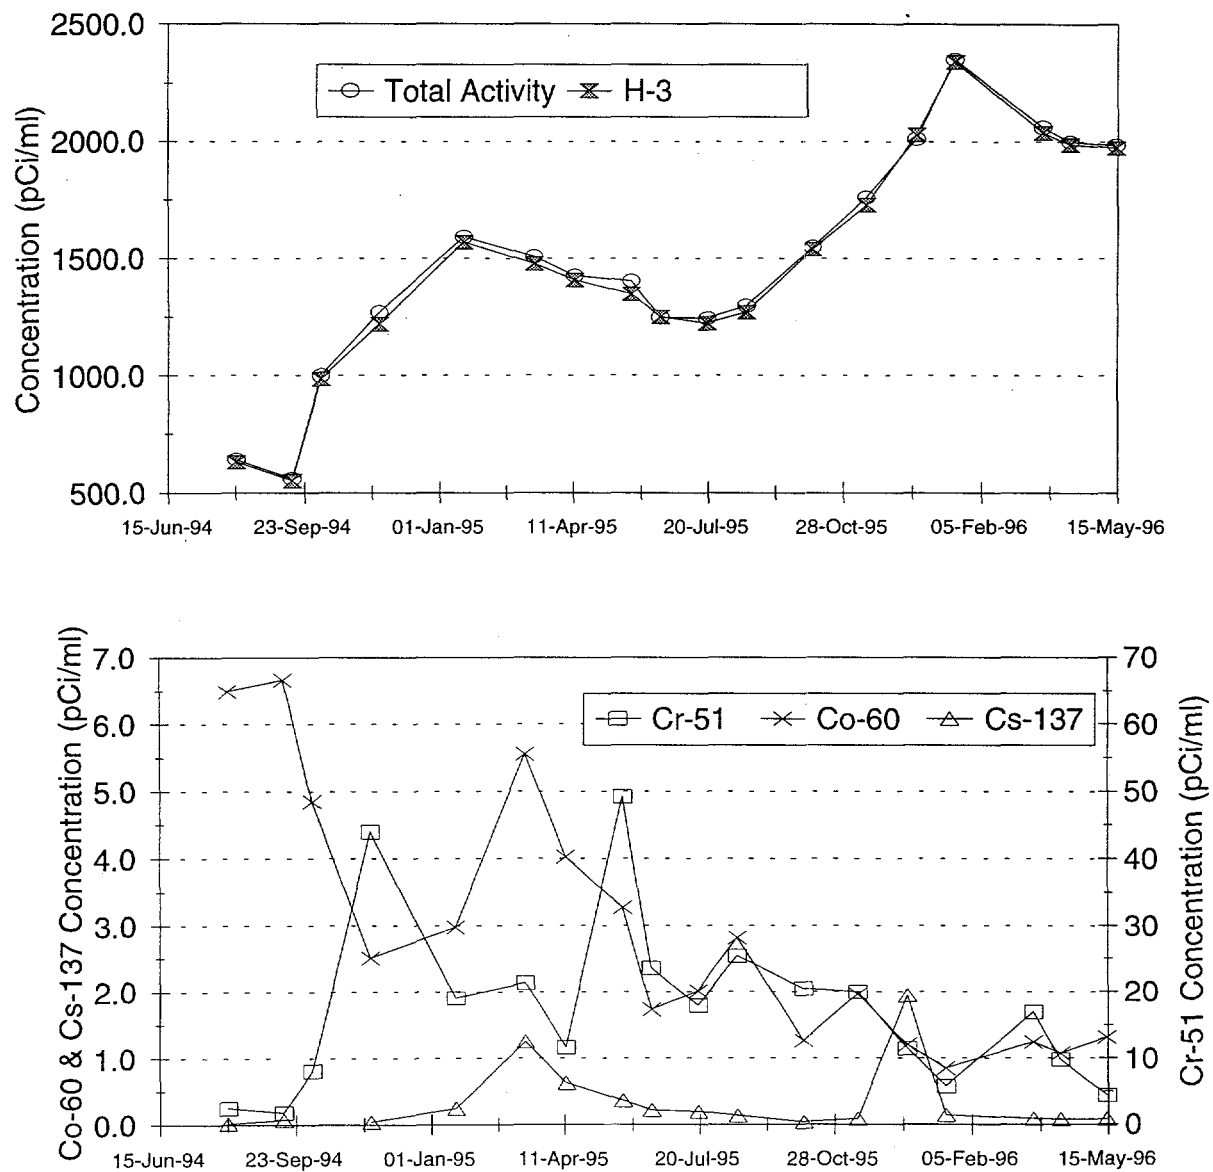 2500.0
Total Activity H-3
2000.0
1500.0
1000.0
500.0
Concentration (pCi/ml)
15-Jun-94 23-Sep-94 01-Jan-95 11-Apr-95 20-Jul-95 28-Oct-95 05-Feb-96 15-May-96
7.0 70
Cr-51 Co-60 Cs-137
6.0 60
5.0 50
4.0 40
3.0 30
2.0 20
1.0 10
0.0 0
Co-60 & Cs-137 Concentration (pCi/ml)
Cr-51 Concentration (pCi/ml)
15-Jun-94 23-Sep-94 01-Jan-95 11-Apr-95 20-Jul-95 28-Oct-95 05-Feb-96 15-May-96